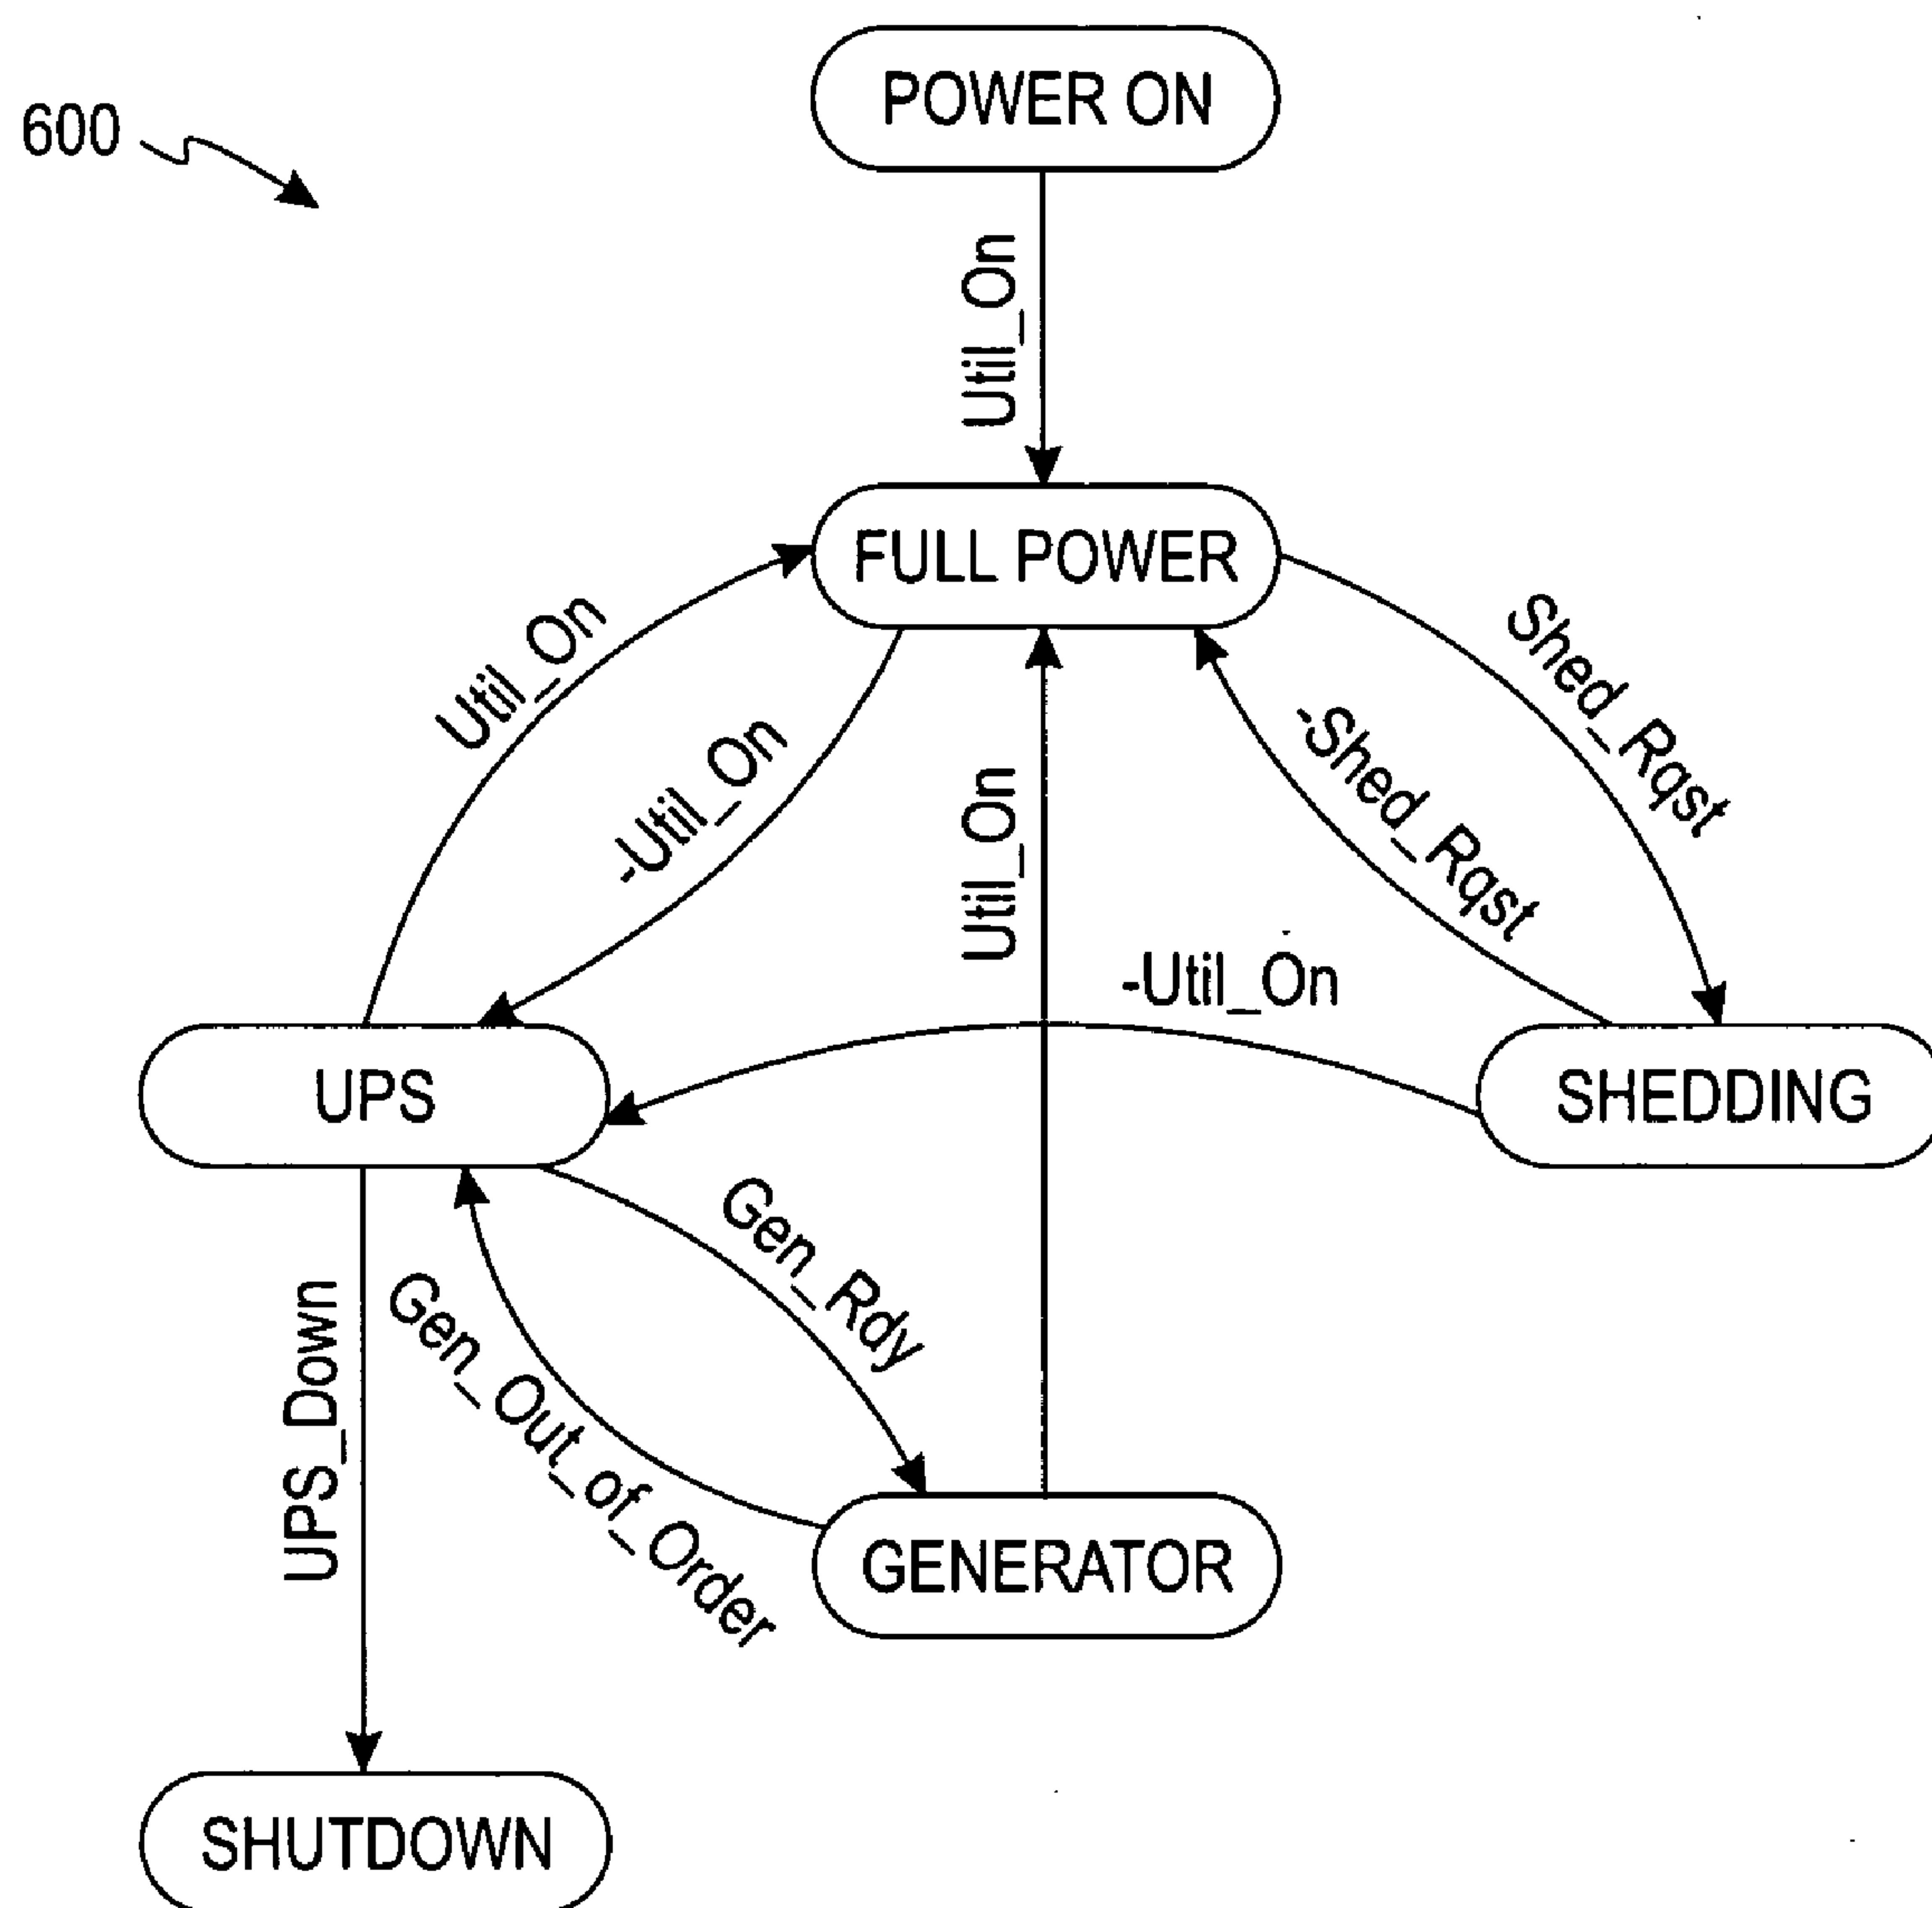 POWER ON
600
Util_On
FULL POWER
Util_On
-Util_On
Util_On
-Shed_Rqst
Shed_Rqst
-Util_On
UPS
SHEDDING
UPS_Down
Gen_Out_of_Order
Gen_Rdy
GENERATOR
SHUTDOWN